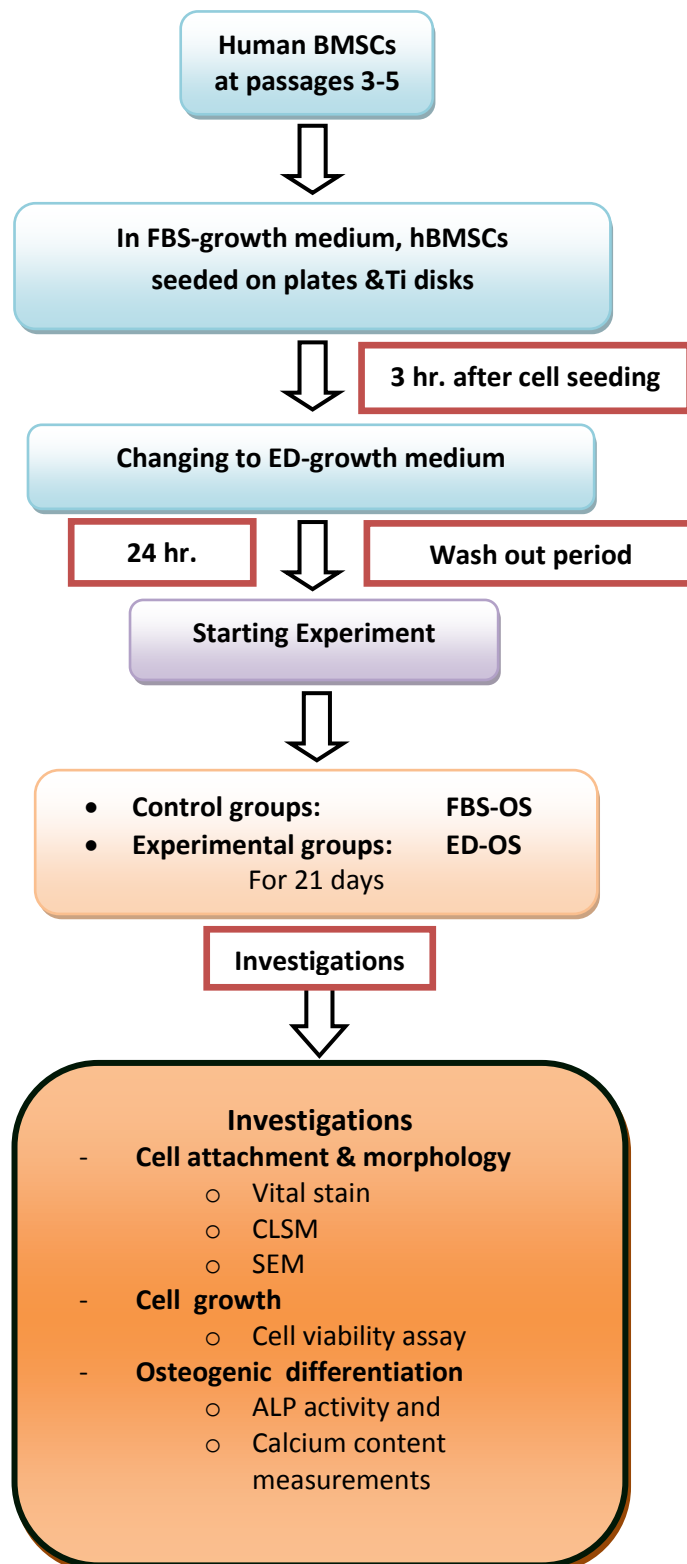 Human BMSCs
at passages 3-5
In FBS-growth medium, hBMSCs
seeded on plates &Ti disks
3 hr. after cell seeding
Changing to ED-growth medium
24 hr.
Wash out period
Starting Experiment
• Control groups: FBS-OS
• Experimental groups: ED-OS
For 21 days
Investigations
Investigations
- Cell attachment & morphology
o Vital stain
o CLSM
o SEM
- Cell growth
o Cell viability assay
- Osteogenic differentiation
o ALP activity and
o Calcium content
measurements